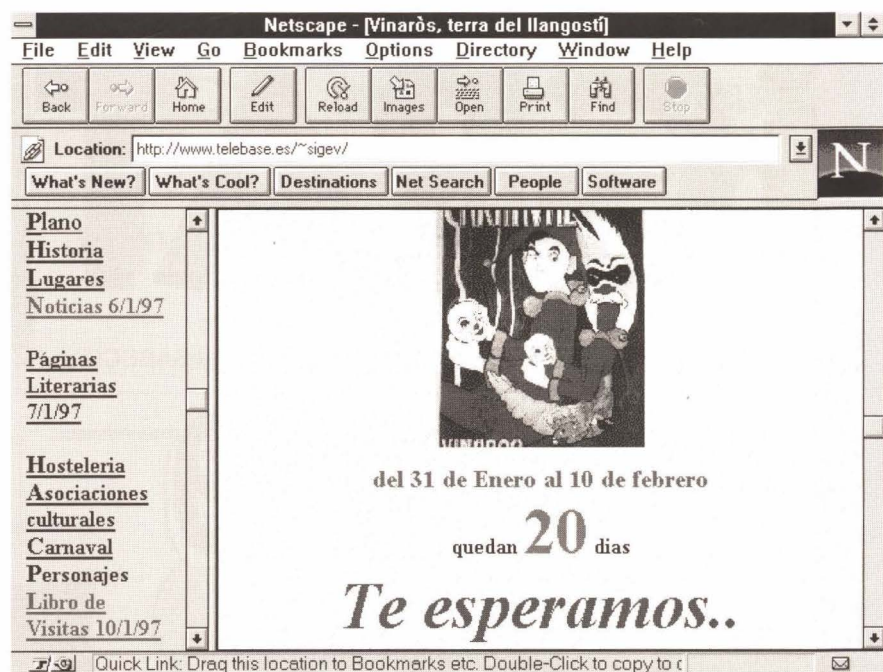 Netscape - [Vinaròs, terra del llangostí]
File Edit View Go Bookmarks Options Directory Window Help
Back Forward Home Edit Reload Images Open Print Find Stop
Location: http://www.telebase.es/~sigev/
N
What's New? What's Cool? Destinations Net Search People Software
Plano
Historia
Lugares
Noticias 6/1/97
Páginas
Literarias
7/1/97
Hosteleria
Asociaciones
culturales
Carnaval
Personajes
Libro de
Visitas 10/1/97
del 31 de Enero al 10 de febrero
quedan 20 dias
Te esperamos..
Quick Link: Drag this location to Bookmarks etc. Double-Click to copy to c